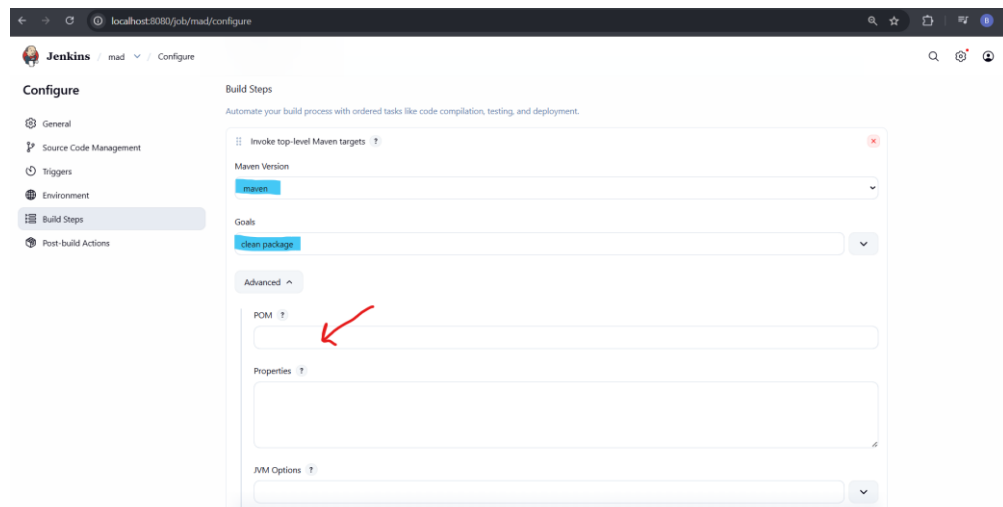 localhost:8080/job/mad/configure
B
Jenkins / mad / Configure
Configure
General
Source Code Management
Triggers
Environment
Build Steps
Post-build Actions
Build Steps
Automate your build process with ordered tasks like code compilation, testing, and deployment.
Invoke top-level Maven targets ?
Maven Version
maven
Goals
clean package
Advanced
POM ?
Properties ?
JVM Options ?